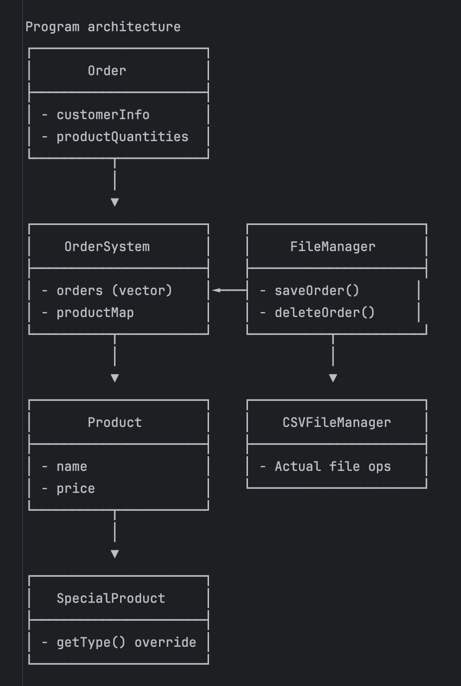 Program architecture
Order
- customerInfo
- productQuantities
OrderSystem
- orders (vector)
- productMap
FileManager
- saveOrder()
- deleteOrder()
Product
- name
- price
CSVFileManager
- Actual file ops
SpecialProduct
- getType() override